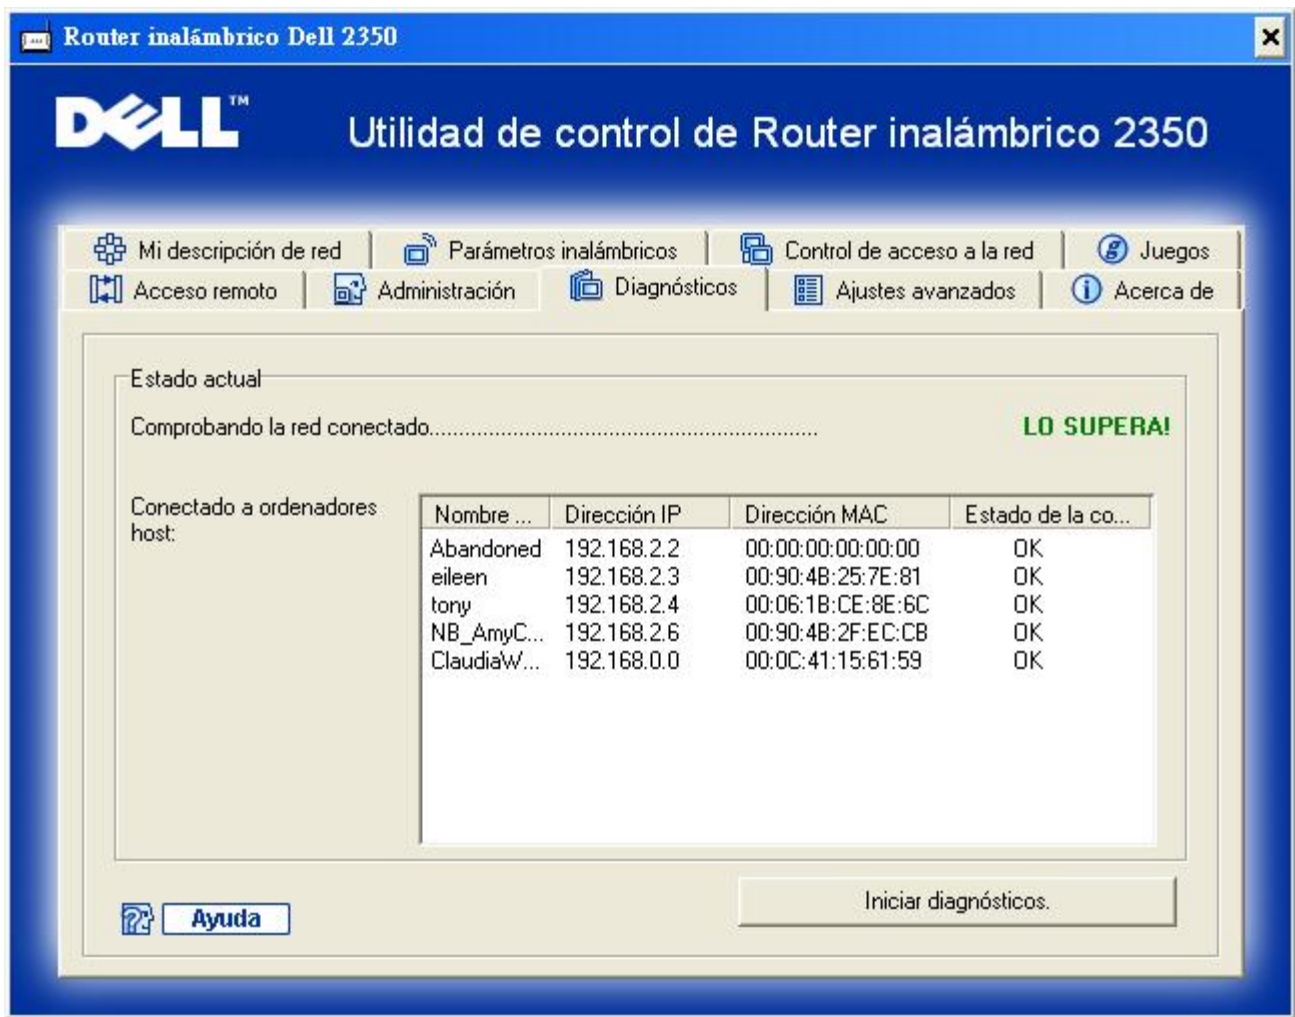 Router inalámbrico Dell 2350
DELL™
Utilidad de control de Router inalámbrico 2350
Mi descripción de red
Parámetros inalámbricos
Control de acceso a la red
Juegos
Acceso remoto
Administración
Diagnósticos
Ajustes avanzados
Acerca de
Estado actual
Comprobando la red conectado.................................................................. LO SUPERA!
Conectado a ordenadores
host:
Nombre ... Dirección IP Dirección MAC Estado de la co...
Abandoned 192.168.2.2 00:00:00:00:00:00 OK
eileen 192.168.2.3 00:90:4B:25:7E:81 OK
tony 192.168.2.4 00:06:1B:CE:8E:6C OK
NB_AmyC... 192.168.2.6 00:90:4B:2F:EC:CB OK
ClaudiaW... 192.168.0.0 00:0C:41:15:61:59 OK
Ayuda
Iniciar diagnósticos.